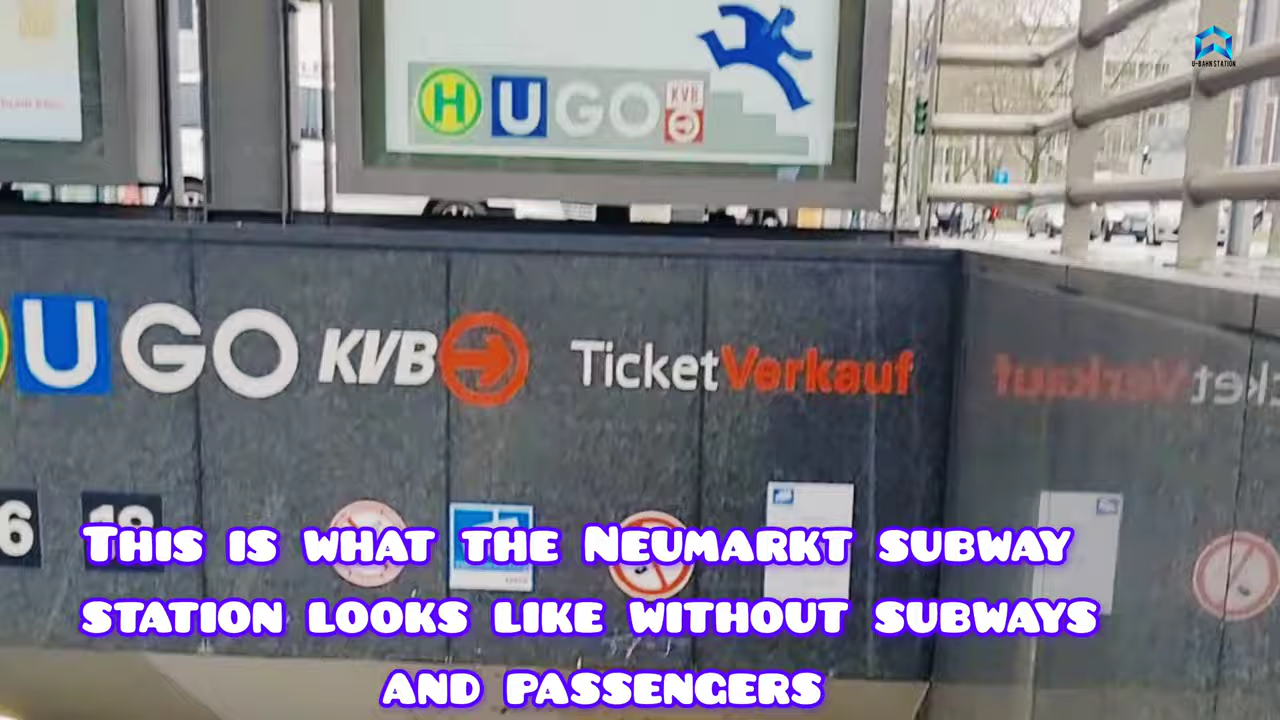 H U GO KVB
U-BAHN STATION
U GO KVB TicketVerkauf
6 18
This is what the Neumarkt subway
station looks like without subways
and passengers